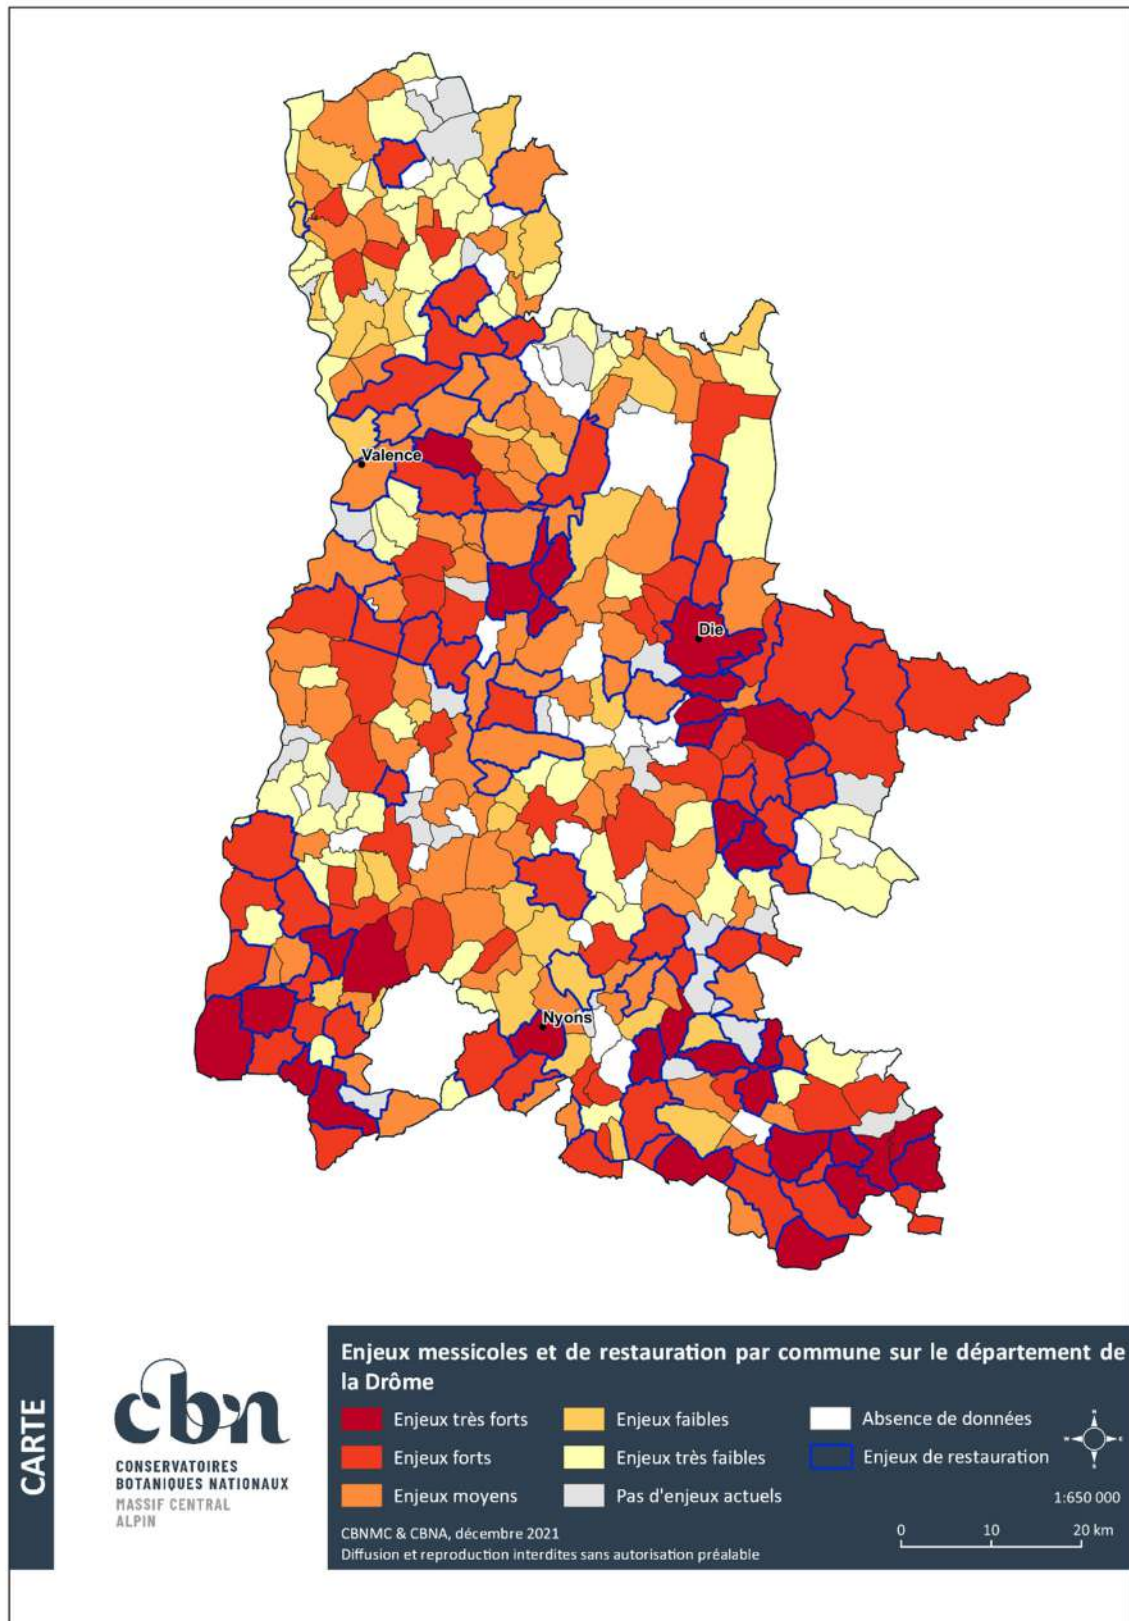 Valence
Die
Nyons
CARTE
cbn
CONSERVATOIRES
BOTANIQUES NATIONAUX
MASSIF CENTRAL
ALPIN
Enjeux messicoles et de restauration par commune sur le département de
la Drôme
Enjeux très forts
Enjeux forts
Enjeux moyens
Enjeux faibles
Enjeux très faibles
Pas d'enjeux actuels
Absence de données
Enjeux de restauration
1:650 000
0 10 20 km
CBNMC & CBNA, décembre 2021
Diffusion et reproduction interdites sans autorisation préalable